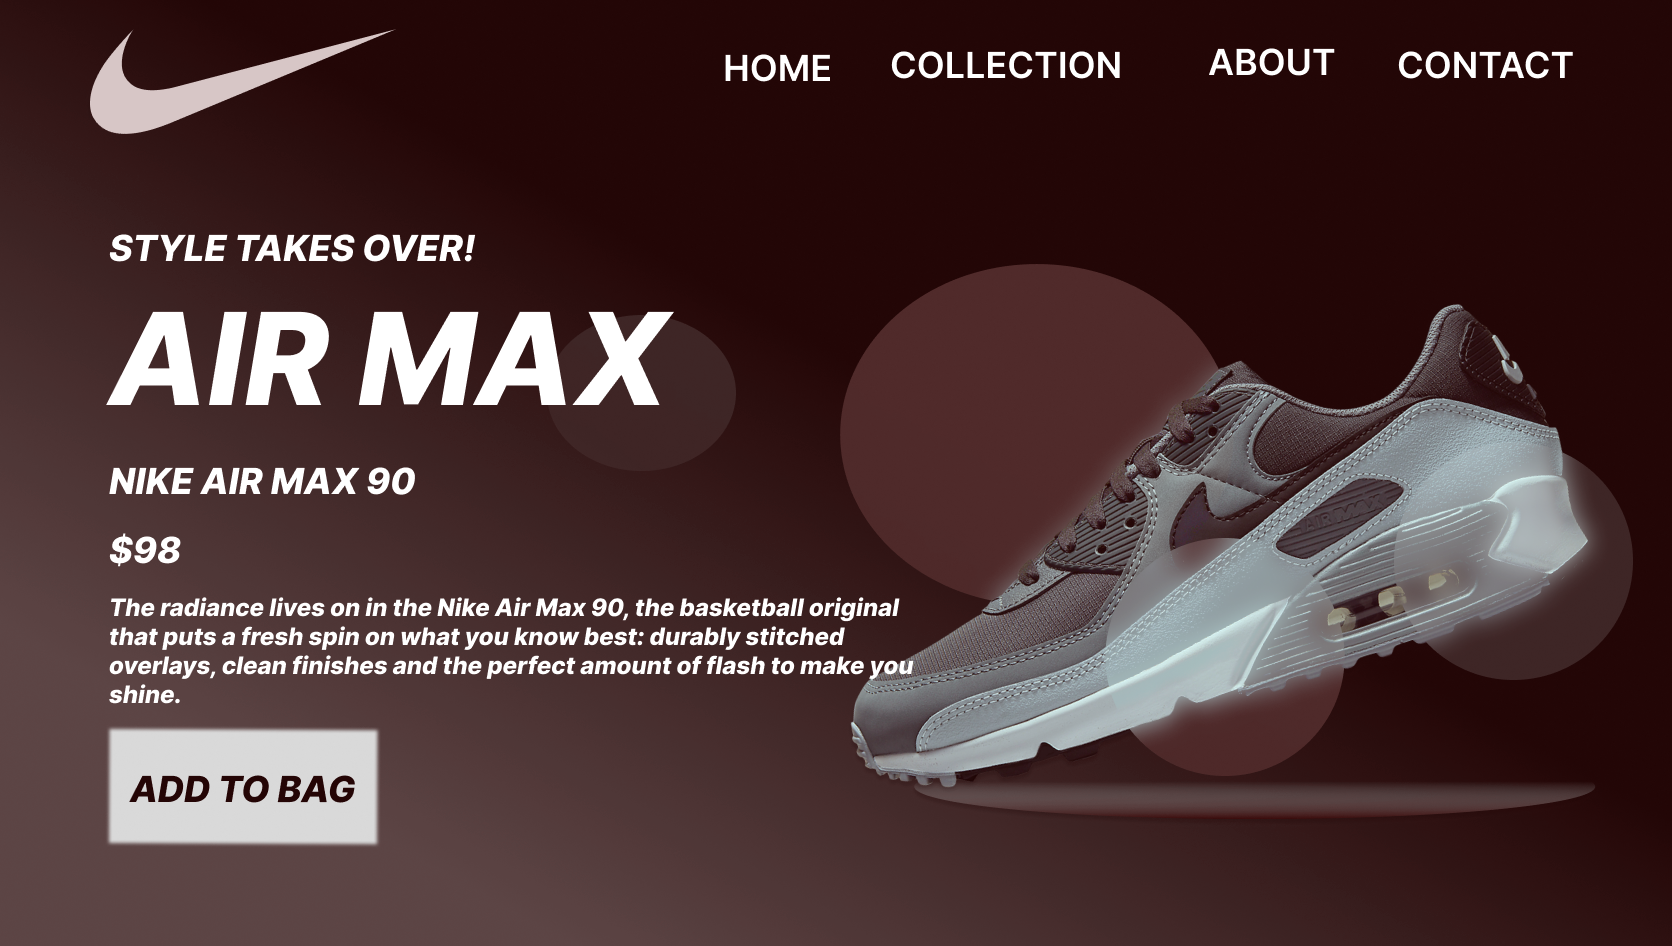 HOME COLLECTION ABOUT CONTACT
STYLE TAKES OVER!
AIR MAX
NIKE AIR MAX 90
$98
The radiance lives on in the Nike Air Max 90, the basketball original
that puts a fresh spin on what you know best: durably stitched
overlays, clean finishes and the perfect amount of flash to make you
shine.
ADD TO BAG
AIR MAX